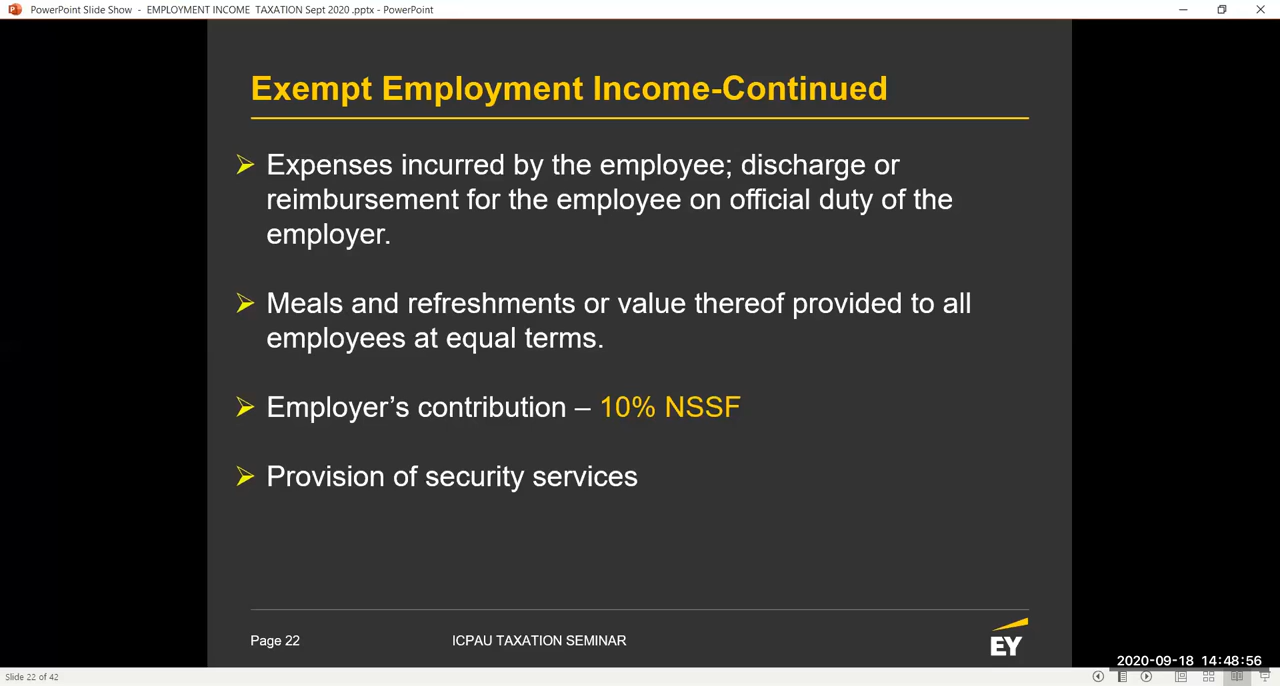 PowerPoint Slide Show - EMPLOYMENT INCOME TAXATION Sept 2020 .pptx - PowerPoint
Exempt Employment Income-Continued
Expenses incurred by the employee; discharge or
reimbursement for the employee on official duty of the
employer.
Meals and refreshments or value thereof provided to all
employees at equal terms.
Employer’s contribution – 10% NSSF
Provision of security services
Page 22
ICPAU TAXATION SEMINAR
EY
2020-09-18 14:48:56
Slide 22 of 42